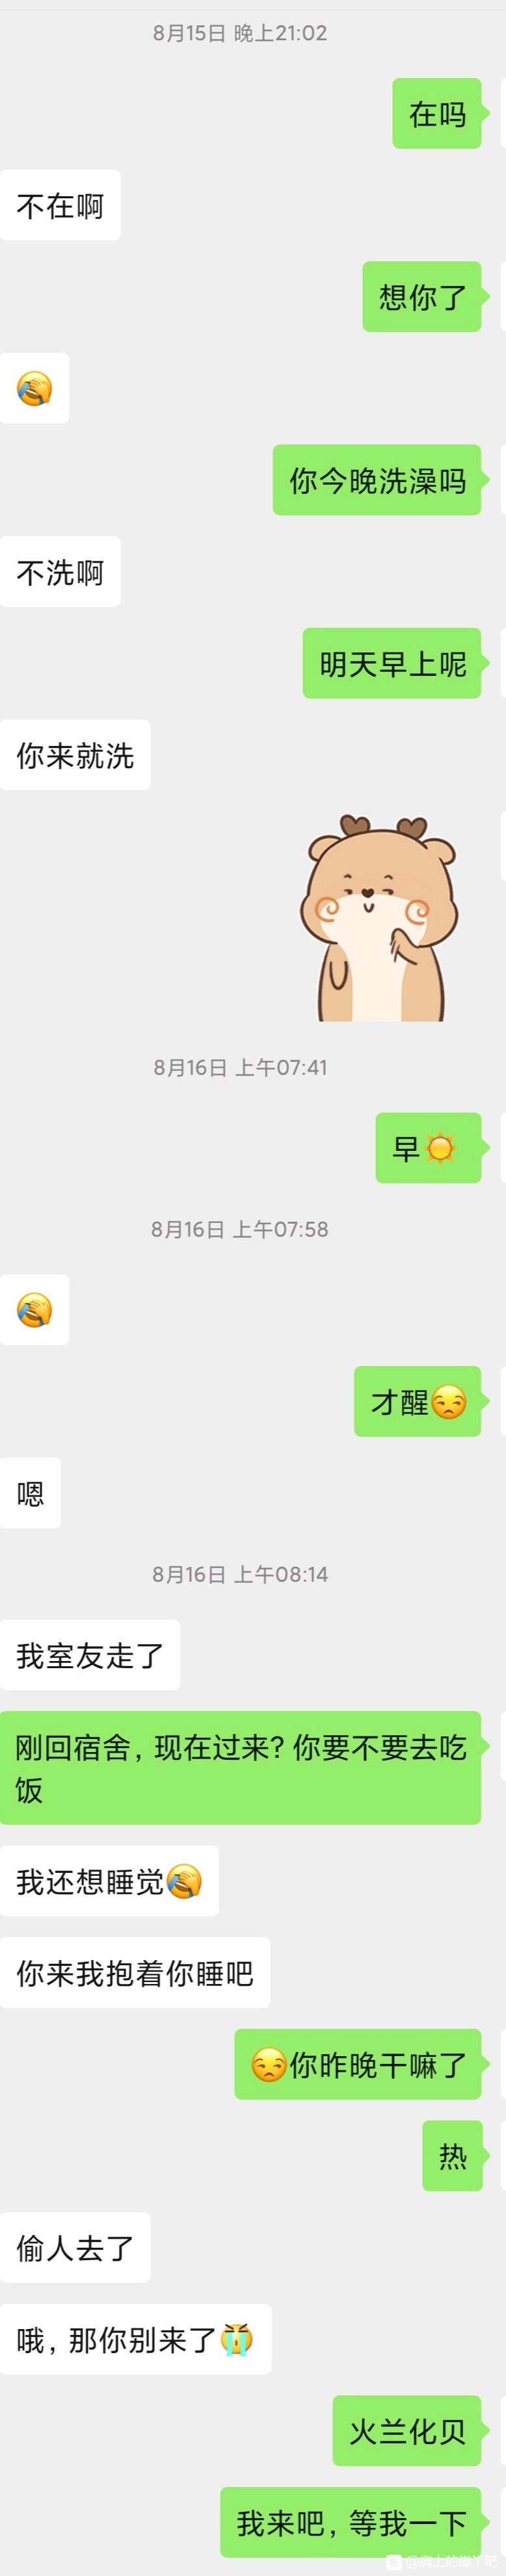 8月15日 晚上21:02
在吗
不在啊
想你了
你今晚洗澡吗
不洗啊
明天早上呢
你来就洗
8月16日 上午07:41
早
8月16日 上午07:58
才醒
嗯
8月16日 上午08:14
我室友走了
刚回宿舍，现在过来？你要不要去吃
饭
我还想睡觉
你来我抱着你睡吧
你昨晚干嘛了
热
偷人去了
哦，那你别来了
火兰化贝
我来吧，等我一下
@肩上的脚丫吧